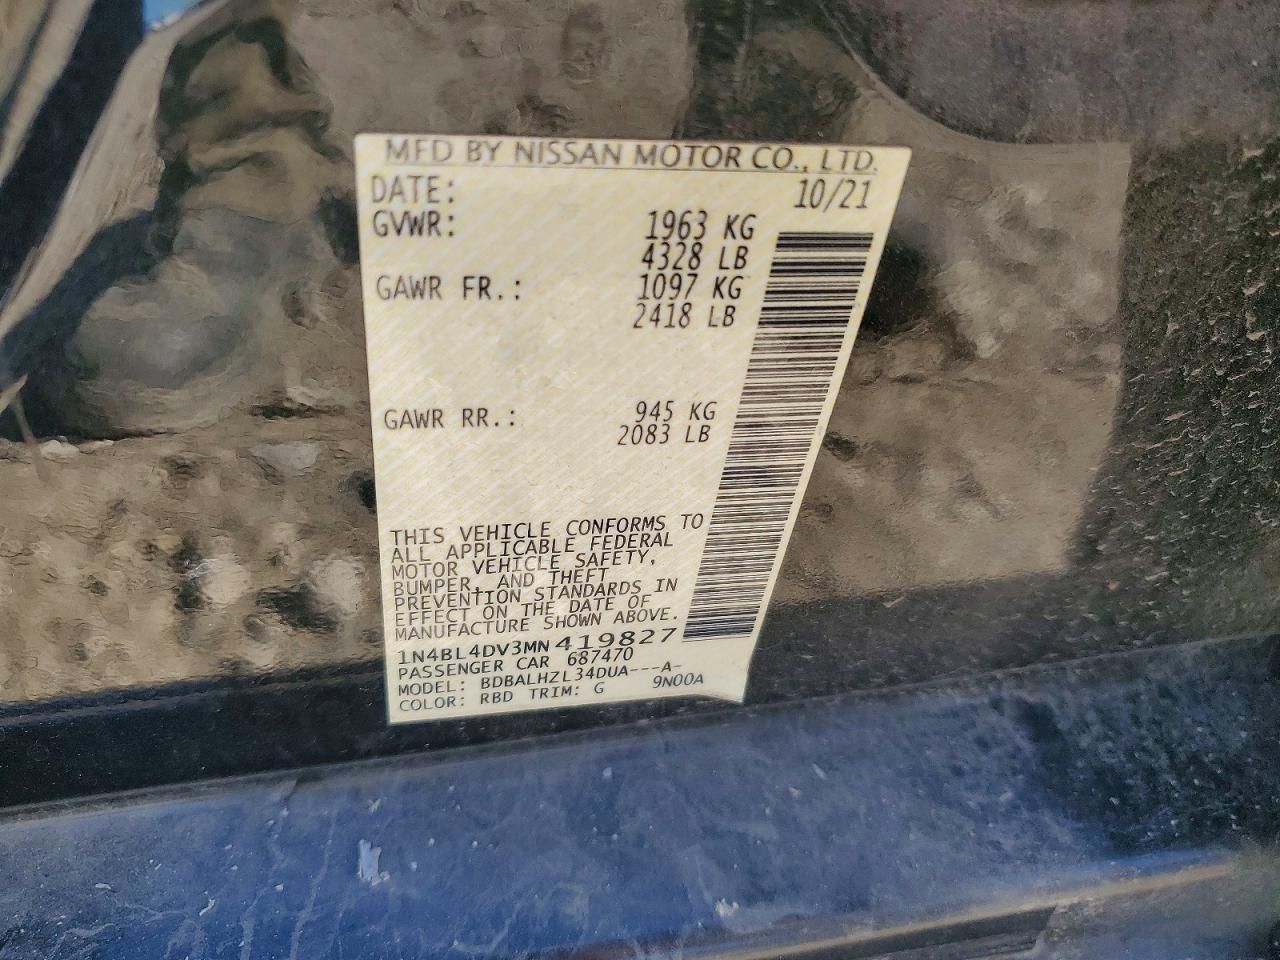 MFD BY NISSAN MOTOR CO., LTD.
DATE: 10/21
GVWR: 1963 KG
4328 LB
GAWR FR.: 1097 KG
2418 LB
GAWR RR.: 945 KG
2083 LB
THIS VEHICLE CONFORMS TO
ALL APPLICABLE FEDERAL
MOTOR VEHICLE SAFETY,
BUMPER, AND THEFT
PREVENTION STANDARDS IN
EFFECT ON THE DATE OF
MANUFACTURE SHOWN ABOVE.
1N4BL4DV3MN419827
PASSENGER CAR 687470
MODEL: BDBALHZL34DUA---A-
COLOR: RBD TRIM: G 9N00A